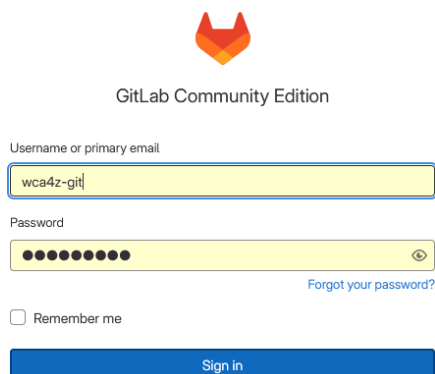 GitLab Community Edition
Username or primary email
wca4z-git
Password
●●●●●●●●●
Forgot your password?
Remember me
Sign in